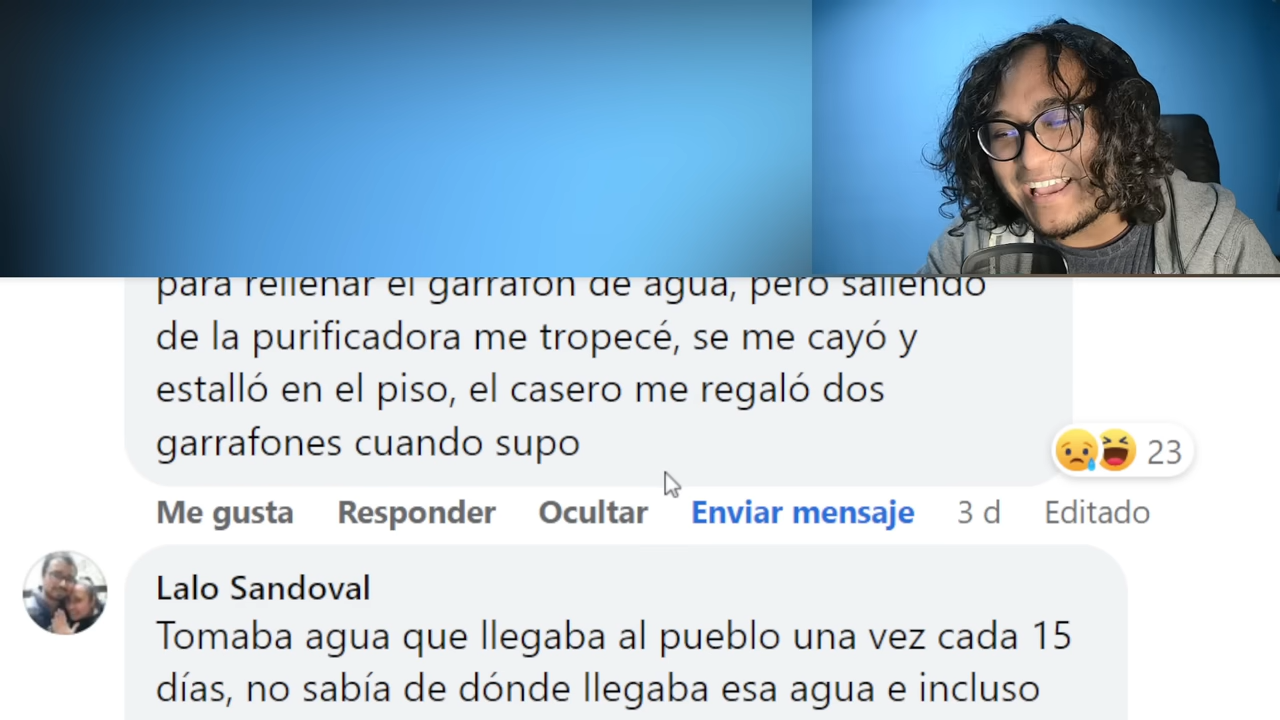 para rellenar el garrafón de agua, pero saliendo
de la purificadora me tropecé, se me cayó y
estalló en el piso, el casero me regaló dos
garrafones cuando supo
23
Me gusta Responder Ocultar Enviar mensaje 3 d Editado
Lalo Sandoval
Tomaba agua que llegaba al pueblo una vez cada 15
días, no sabía de dónde llegaba esa agua e incluso